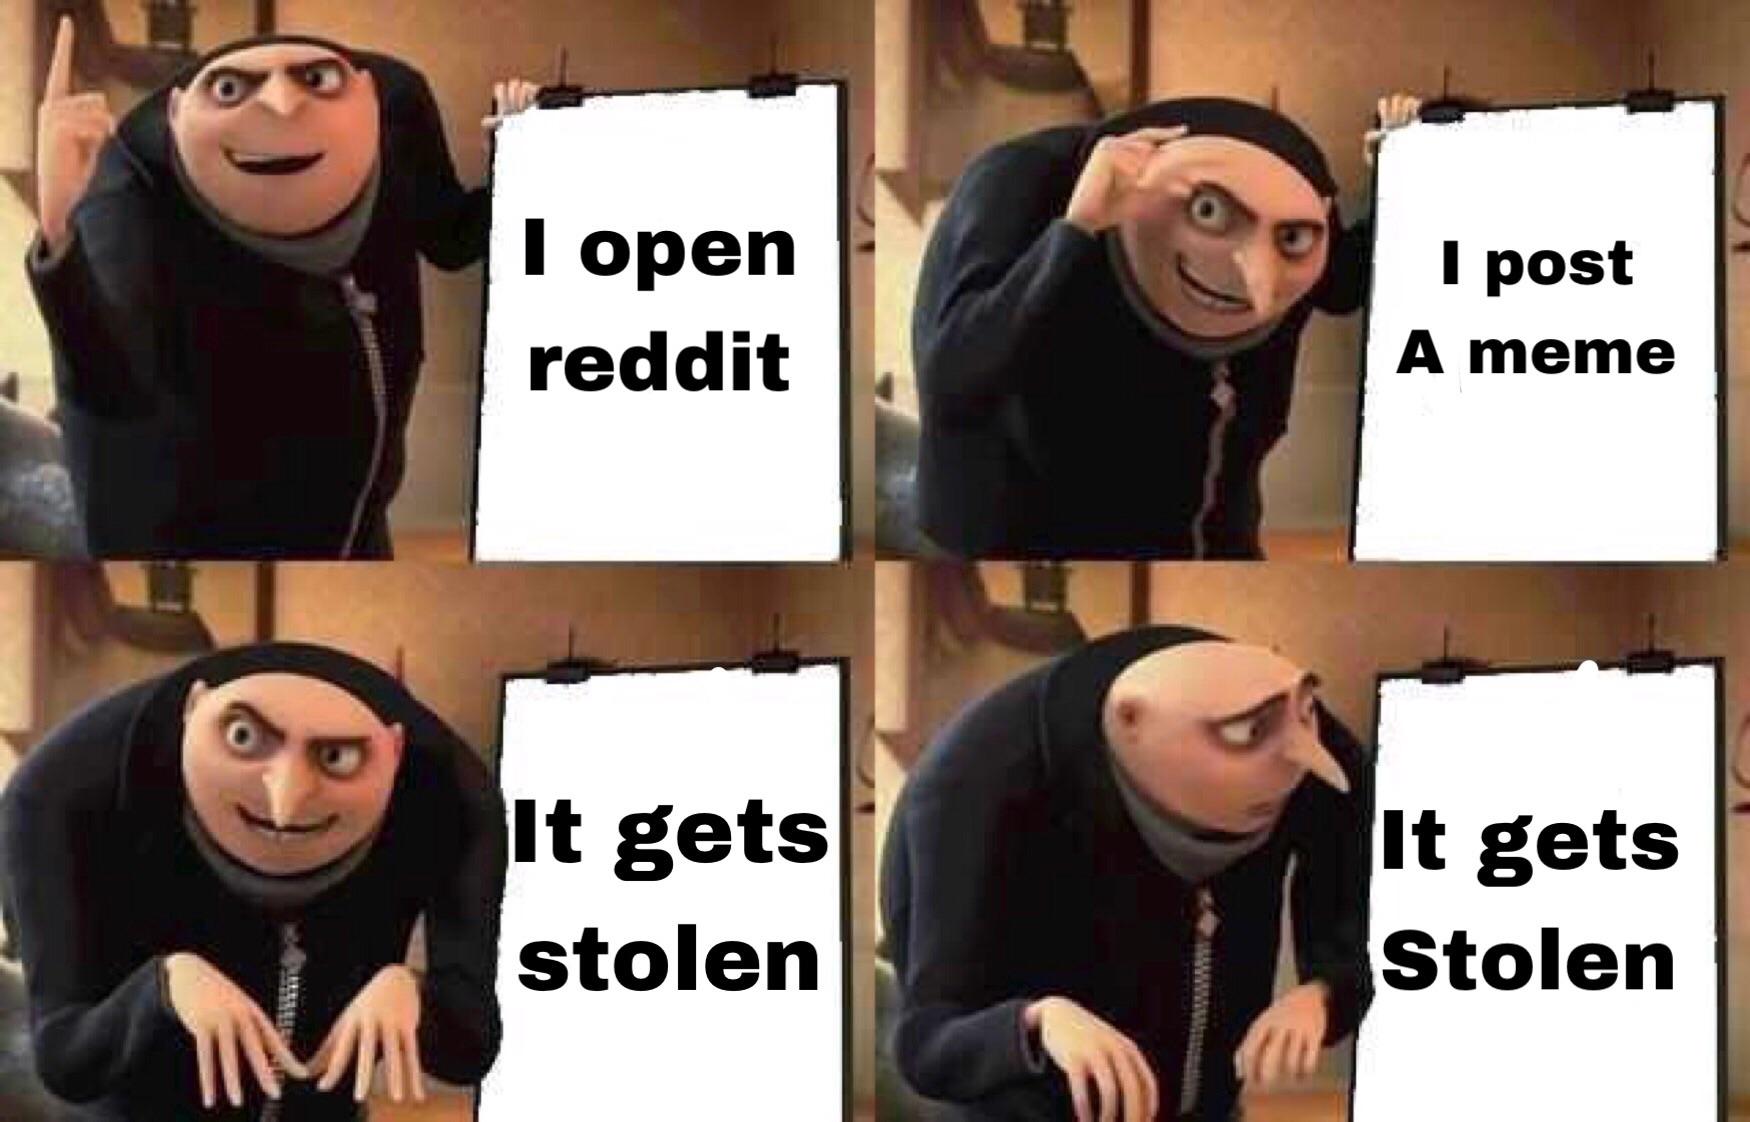 I open
reddit
I post
A meme
It gets
stolen
It gets
Stolen